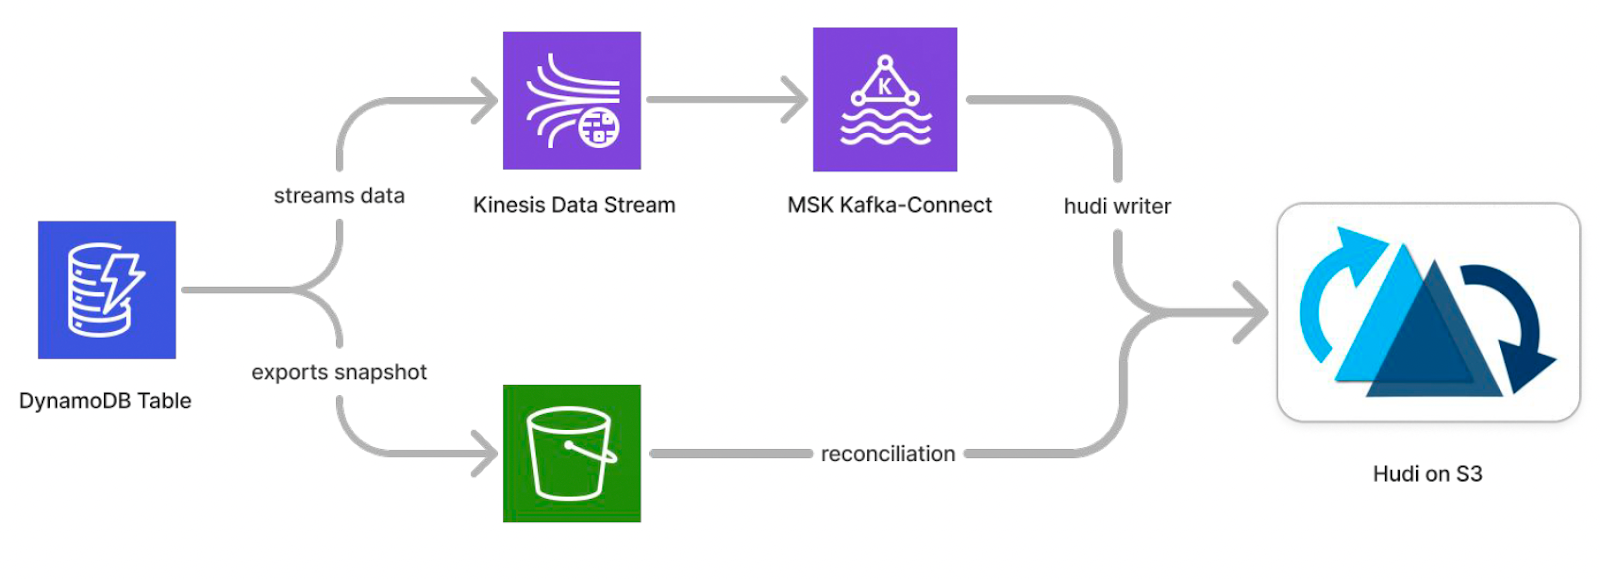 streams data
Kinesis Data Stream
K
MSK Kafka-Connect
hudi writer
DynamoDB Table
exports snapshot
reconciliation
Hudi on S3